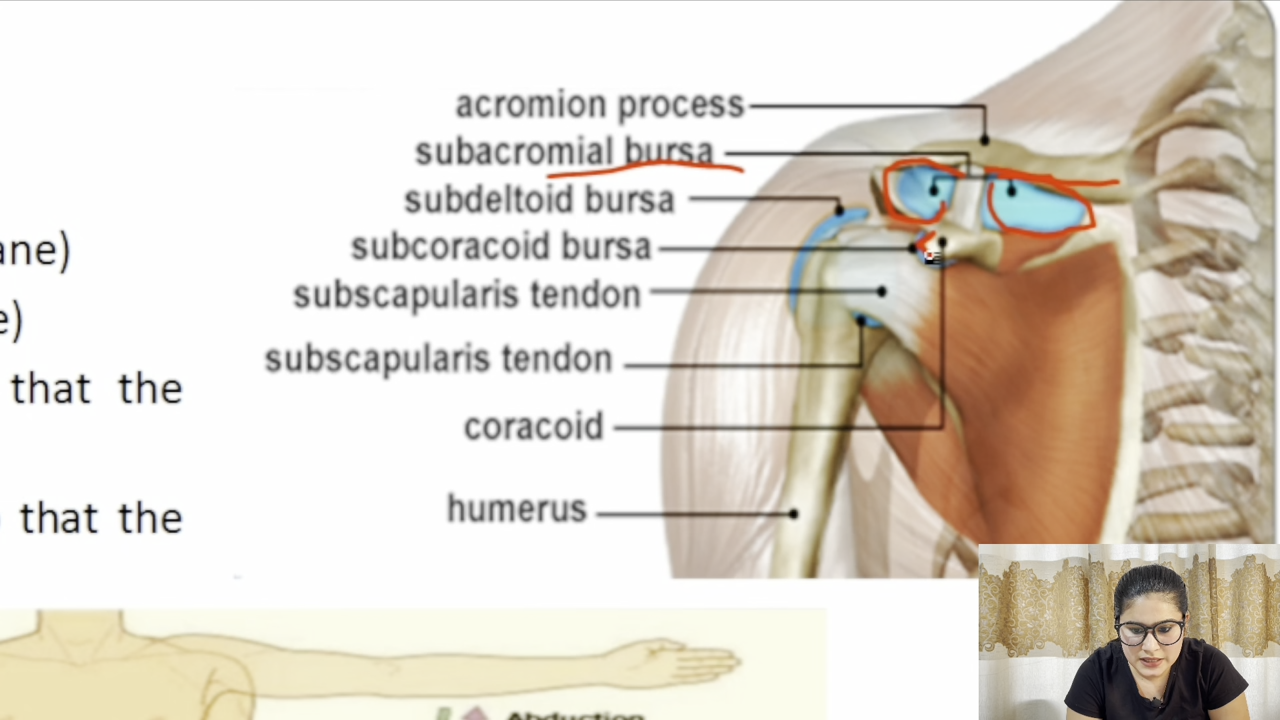 acromion process
subacromial bursa
subdeltoid bursa
ane)
subcoracoid bursa
subscapularis tendon
e)
subscapularis tendon
that the
coracoid
humerus
that the
Abduction